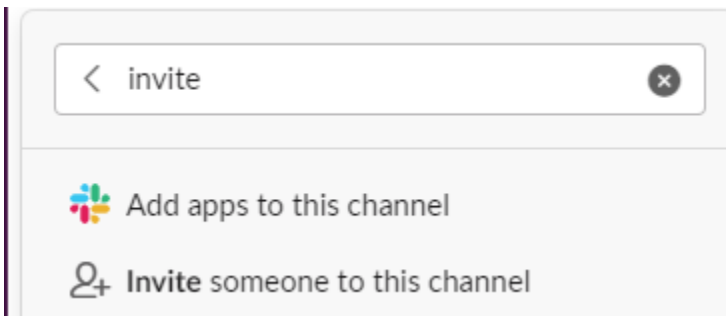 invite
Add apps to this channel
Invite someone to this channel